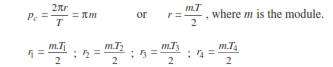 P_c = 2πr / T = πm or r = m.T / 2, where m is the module.
r_1 = m.T_1 / 2 ; r_2 = m.T_2 / 2 ; r_3 = m.T_3 / 2 ; r_4 = m.T_4 / 2